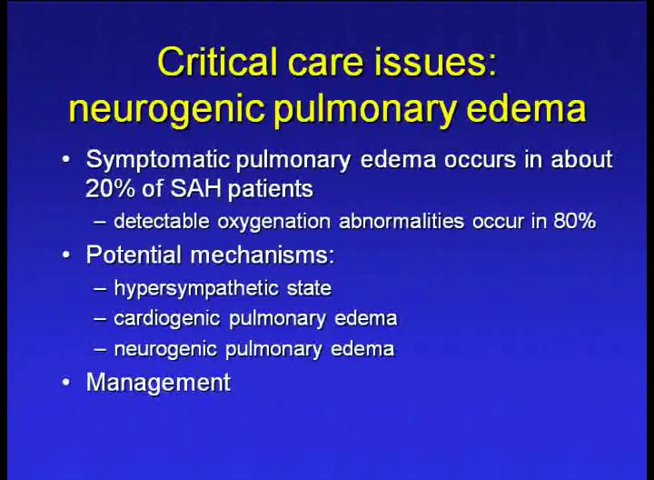 Critical care issues:
neurogenic pulmonary edema
• Symptomatic pulmonary edema occurs in about
20% of SAH patients
– detectable oxygenation abnormalities occur in 80%
• Potential mechanisms:
– hypersympathetic state
– cardiogenic pulmonary edema
– neurogenic pulmonary edema
• Management